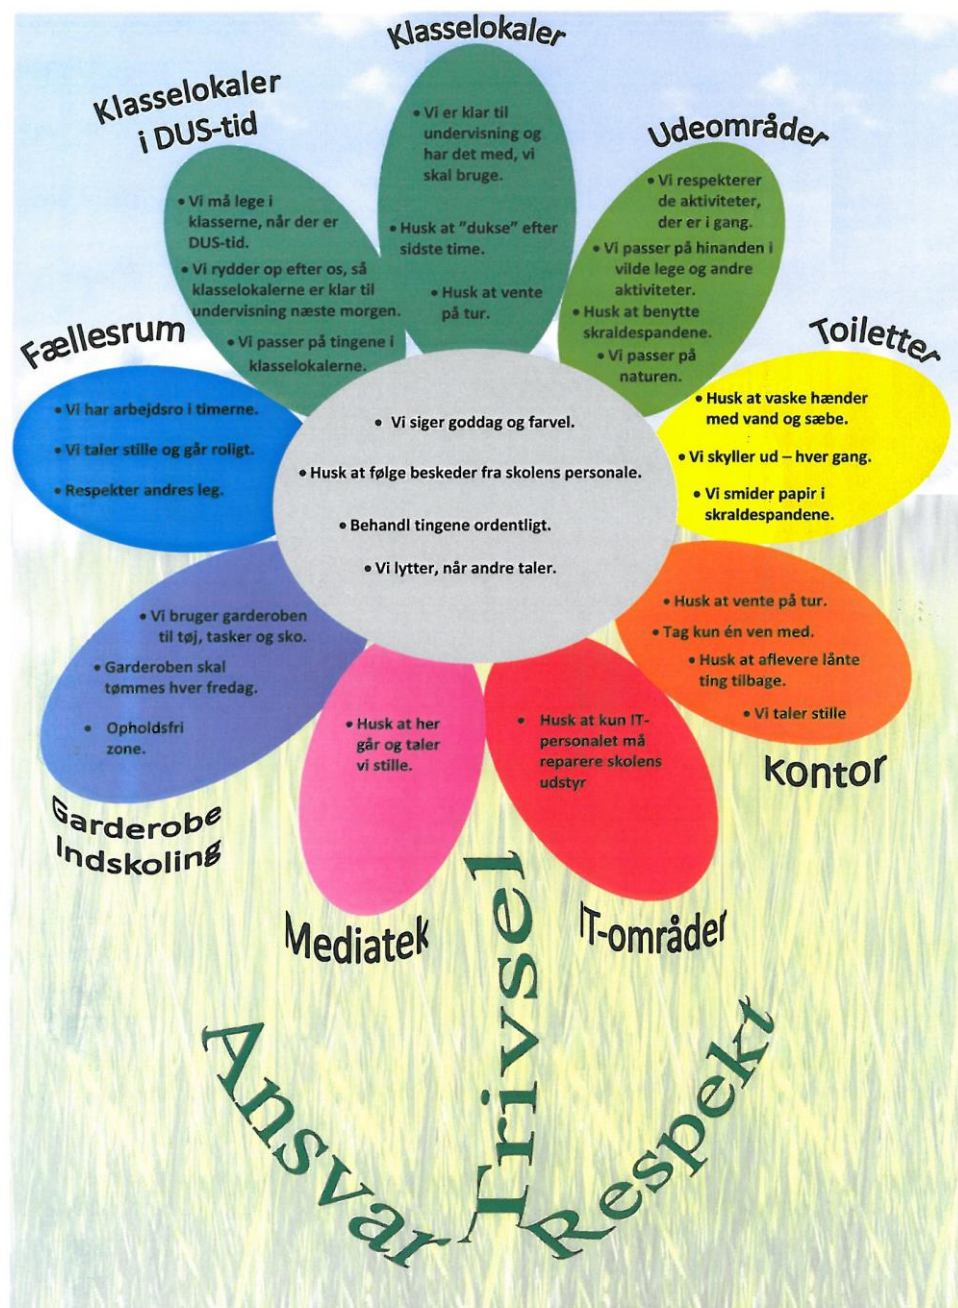 Klasselokaler
• Vi er klar til
undervisning og
har det med, vi
skal bruge.
• Husk at "dukse" efter
sidste time.
• Husk at vente
på tur.
Klasselokaler
i DUS-tid
• Vi må lege i
klasserne, når der er
DUS-tid.
• Vi rydder op efter os, så
klasselokalerne er klar til
undervisning næste morgen.
• Vi passer på tingene i
klasselokalerne.
Udeområder
• Vi respekterer
de aktiviteter,
der er i gang.
• Vi passer på hinanden i
vilde lege og andre
aktiviteter.
• Husk at benytte
skraldespandene.
• Vi passer på
naturen.
Fællesrum
• Vi har arbejdsro i timerne.
• Vi taler stille og går roligt.
• Respekter andres leg.
Toiletter
• Husk at vaske hænder
med vand og sæbe.
• Vi skyller ud – hver gang.
• Vi smider papir i
skraldespandene.
• Vi siger goddag og farvel.
• Husk at følge beskeder fra skolens personale.
• Behandl tingene ordentligt.
• Vi lytter, når andre taler.
• Vi bruger garderoben
til tøj, tasker og sko.
• Garderoben skal
tømmes hver fredag.
• Opholdsfri
zone.
Garderobe
Indskoling
• Husk at her
går og taler
vi stille.
Mediatek
• Husk at kun IT-
personalet må
reparere skolens
udstyr
IT-områder
• Husk at vente på tur.
• Tag kun én ven med.
• Husk at aflevere lånte
ting tilbage.
• Vi taler stille
Kontor
Ansvar
Trivsel
Respekt